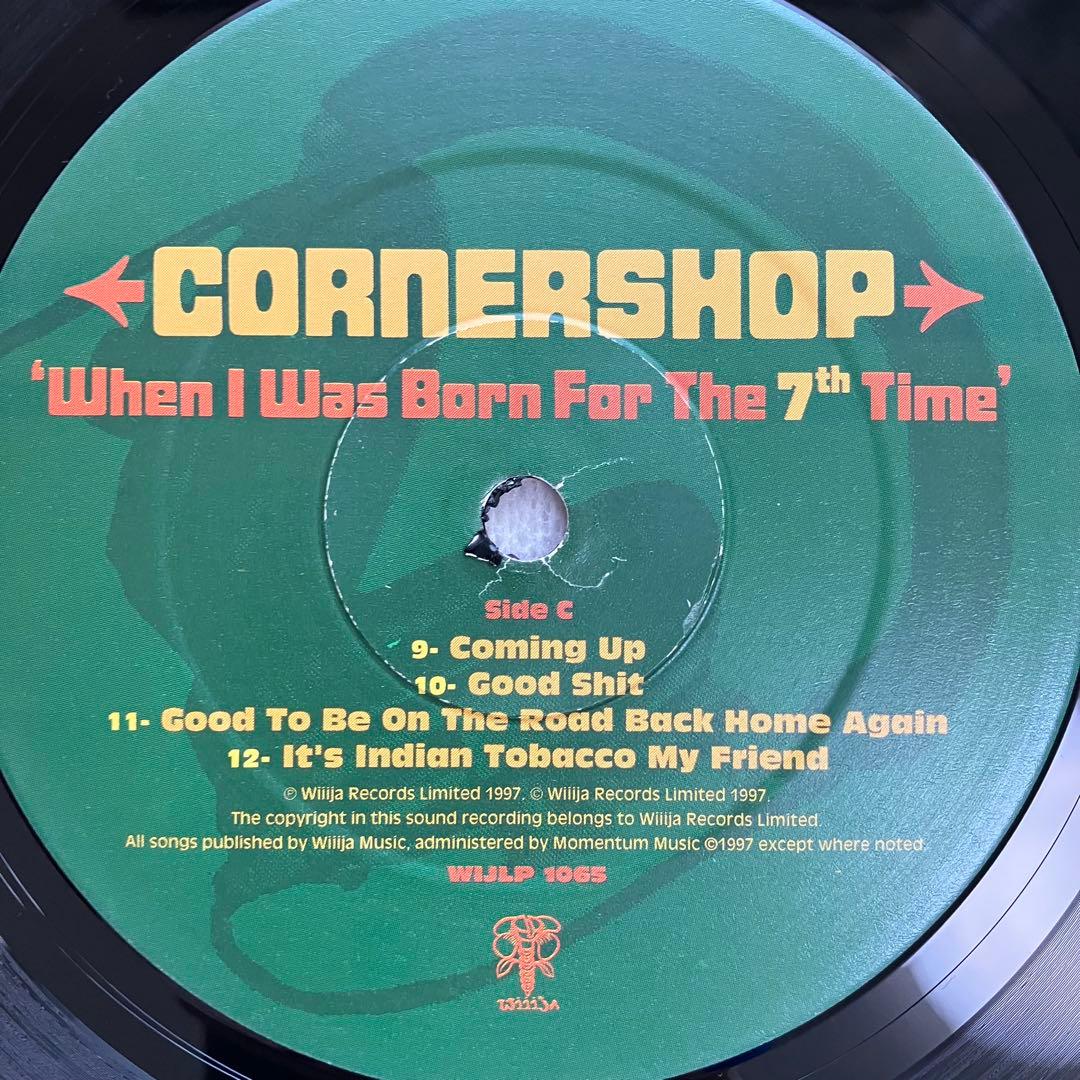 CORNERSHOP
‘When I Was Born For The 7th Time’
Side C
9- Coming Up
10- Good Shit
11- Good To Be On The Road Back Home Again
12- It's Indian Tobacco My Friend
℗ Wiiija Records Limited 1997. © Wiiija Records Limited 1997.
The copyright in this sound recording belongs to Wiiija Records Limited.
All songs published by Wiiija Music, administered by Momentum Music ©1997 except where noted.
WIJLP 1065
wiiija